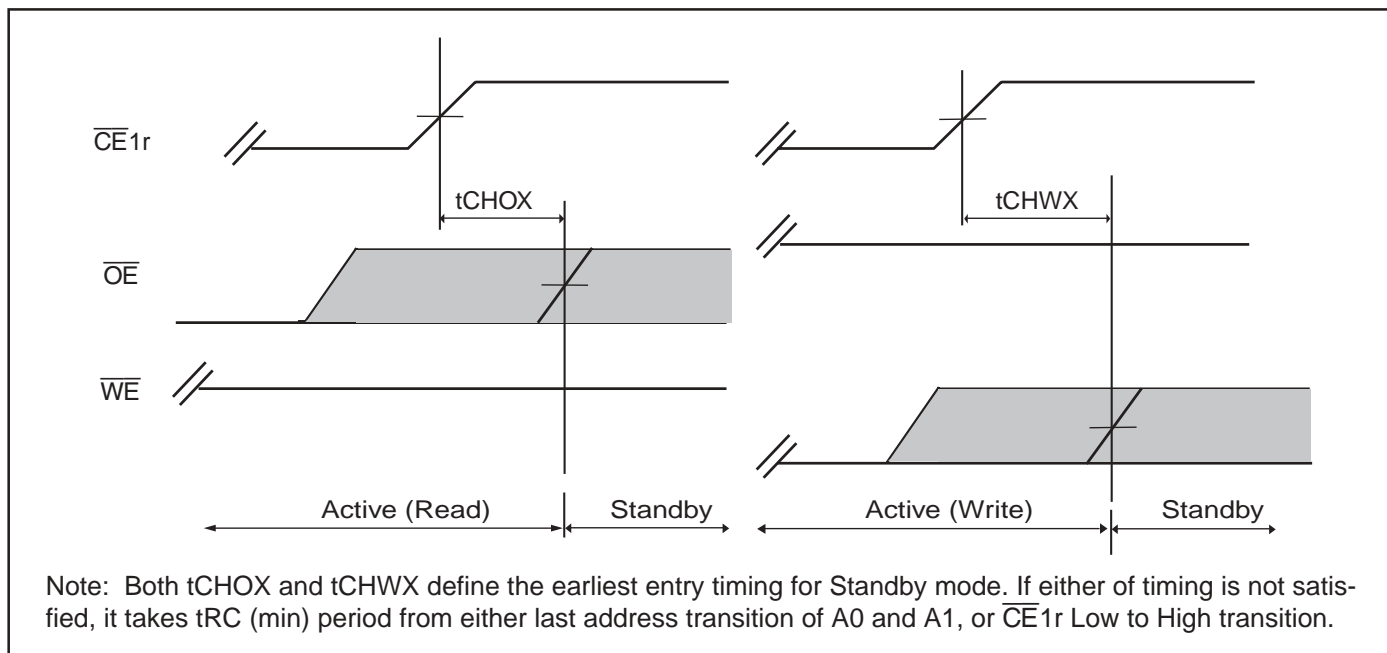 CE1r
tCHOX
tCHWX
OE
WE
Active (Read)
Standby
Active (Write)
Standby
Note: Both tCHOX and tCHWX define the earliest entry timing for Standby mode. If either of timing is not satis-
fied, it takes tRC (min) period from either last address transition of A0 and A1, or CE1r Low to High transition.